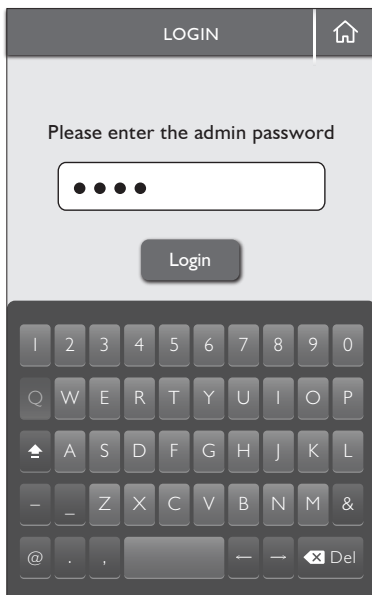 LOGIN
Please enter the admin password
●●●●
Login
1 2 3 4 5 6 7 8 9 0
Q W E R T Y U I O P
A S D F G H J K L
– _ Z X C V B N M &
@ . , ← → Del